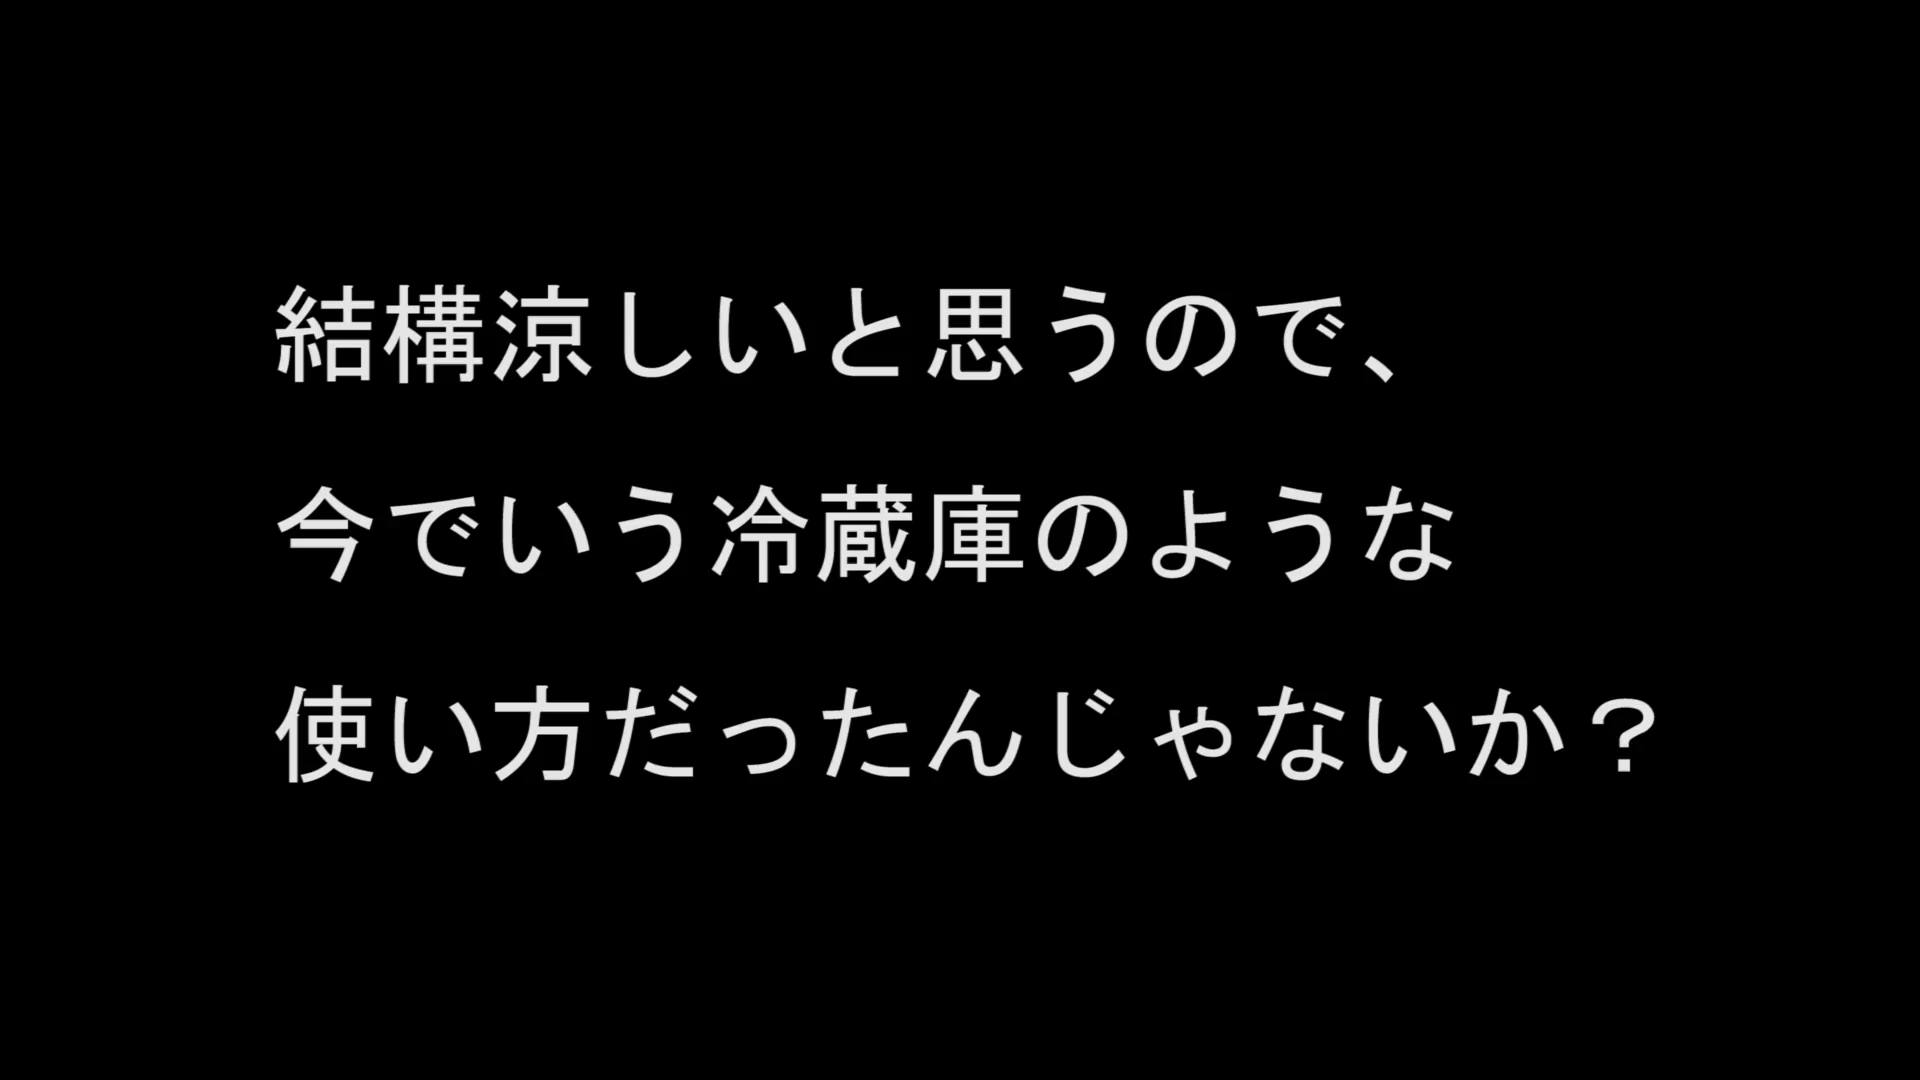 結構涼しいと思うので、
今でいう冷蔵庫のような
使い方だったんじゃないか？